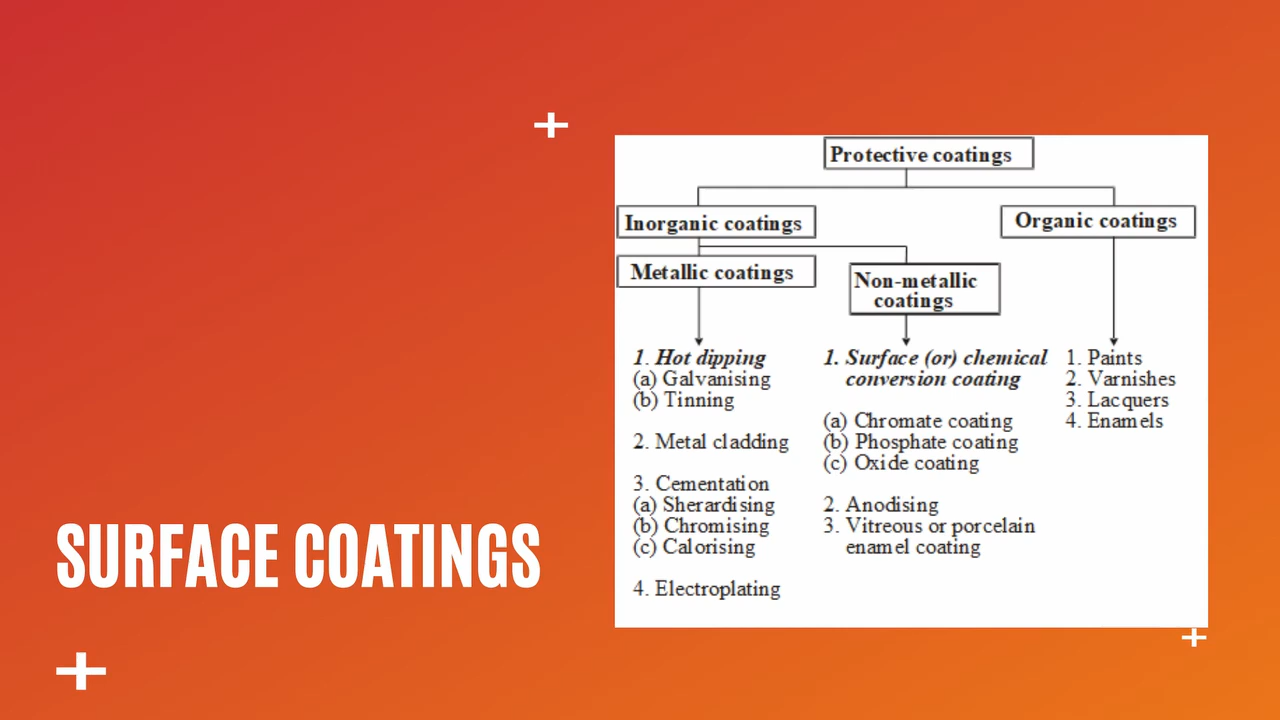 SURFACE COATINGS
Protective coatings
Inorganic coatings
Organic coatings
Metallic coatings
Non-metallic
coatings
1. Hot dipping
(a) Galvanising
(b) Tinning
2. Metal cladding
3. Cementation
(a) Sherardising
(b) Chromising
(c) Calorising
4. Electroplating
1. Surface (or) chemical
conversion coating
(a) Chromate coating
(b) Phosphate coating
(c) Oxide coating
2. Anodising
3. Vitreous or porcelain
enamel coating
1. Paints
2. Varnishes
3. Lacquers
4. Enamels